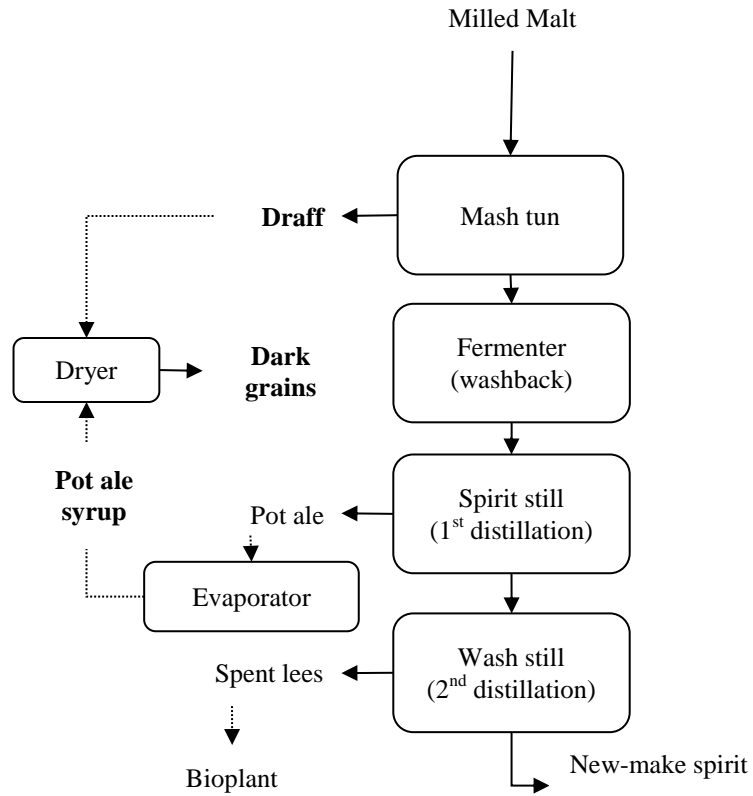 Milled Malt
Mash tun
Draff
Fermenter
(washback)
Dryer
Dark
grains
Spirit still
(1st distillation)
Pot ale
syrup
Pot ale
Evaporator
Wash still
(2nd distillation)
Spent lees
New-make spirit
Bioplant